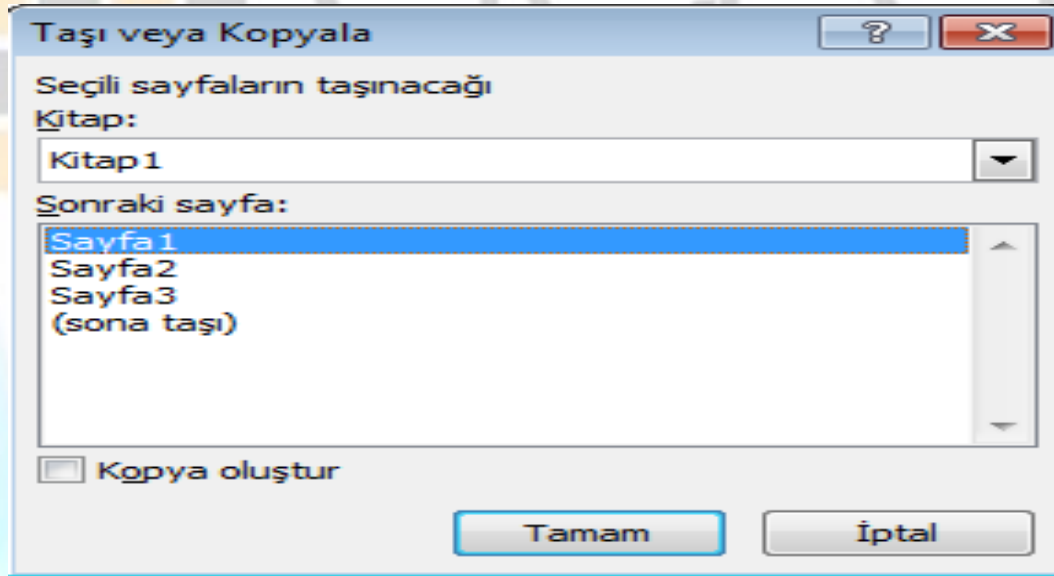 Taşı veya Kopyala
Seçili sayfaların taşınacağı
Kitap:
Kitap1
Sonraki sayfa:
Sayfa1
Sayfa2
Sayfa3
(sona taşı)
Kopya oluştur
Tamam İptal